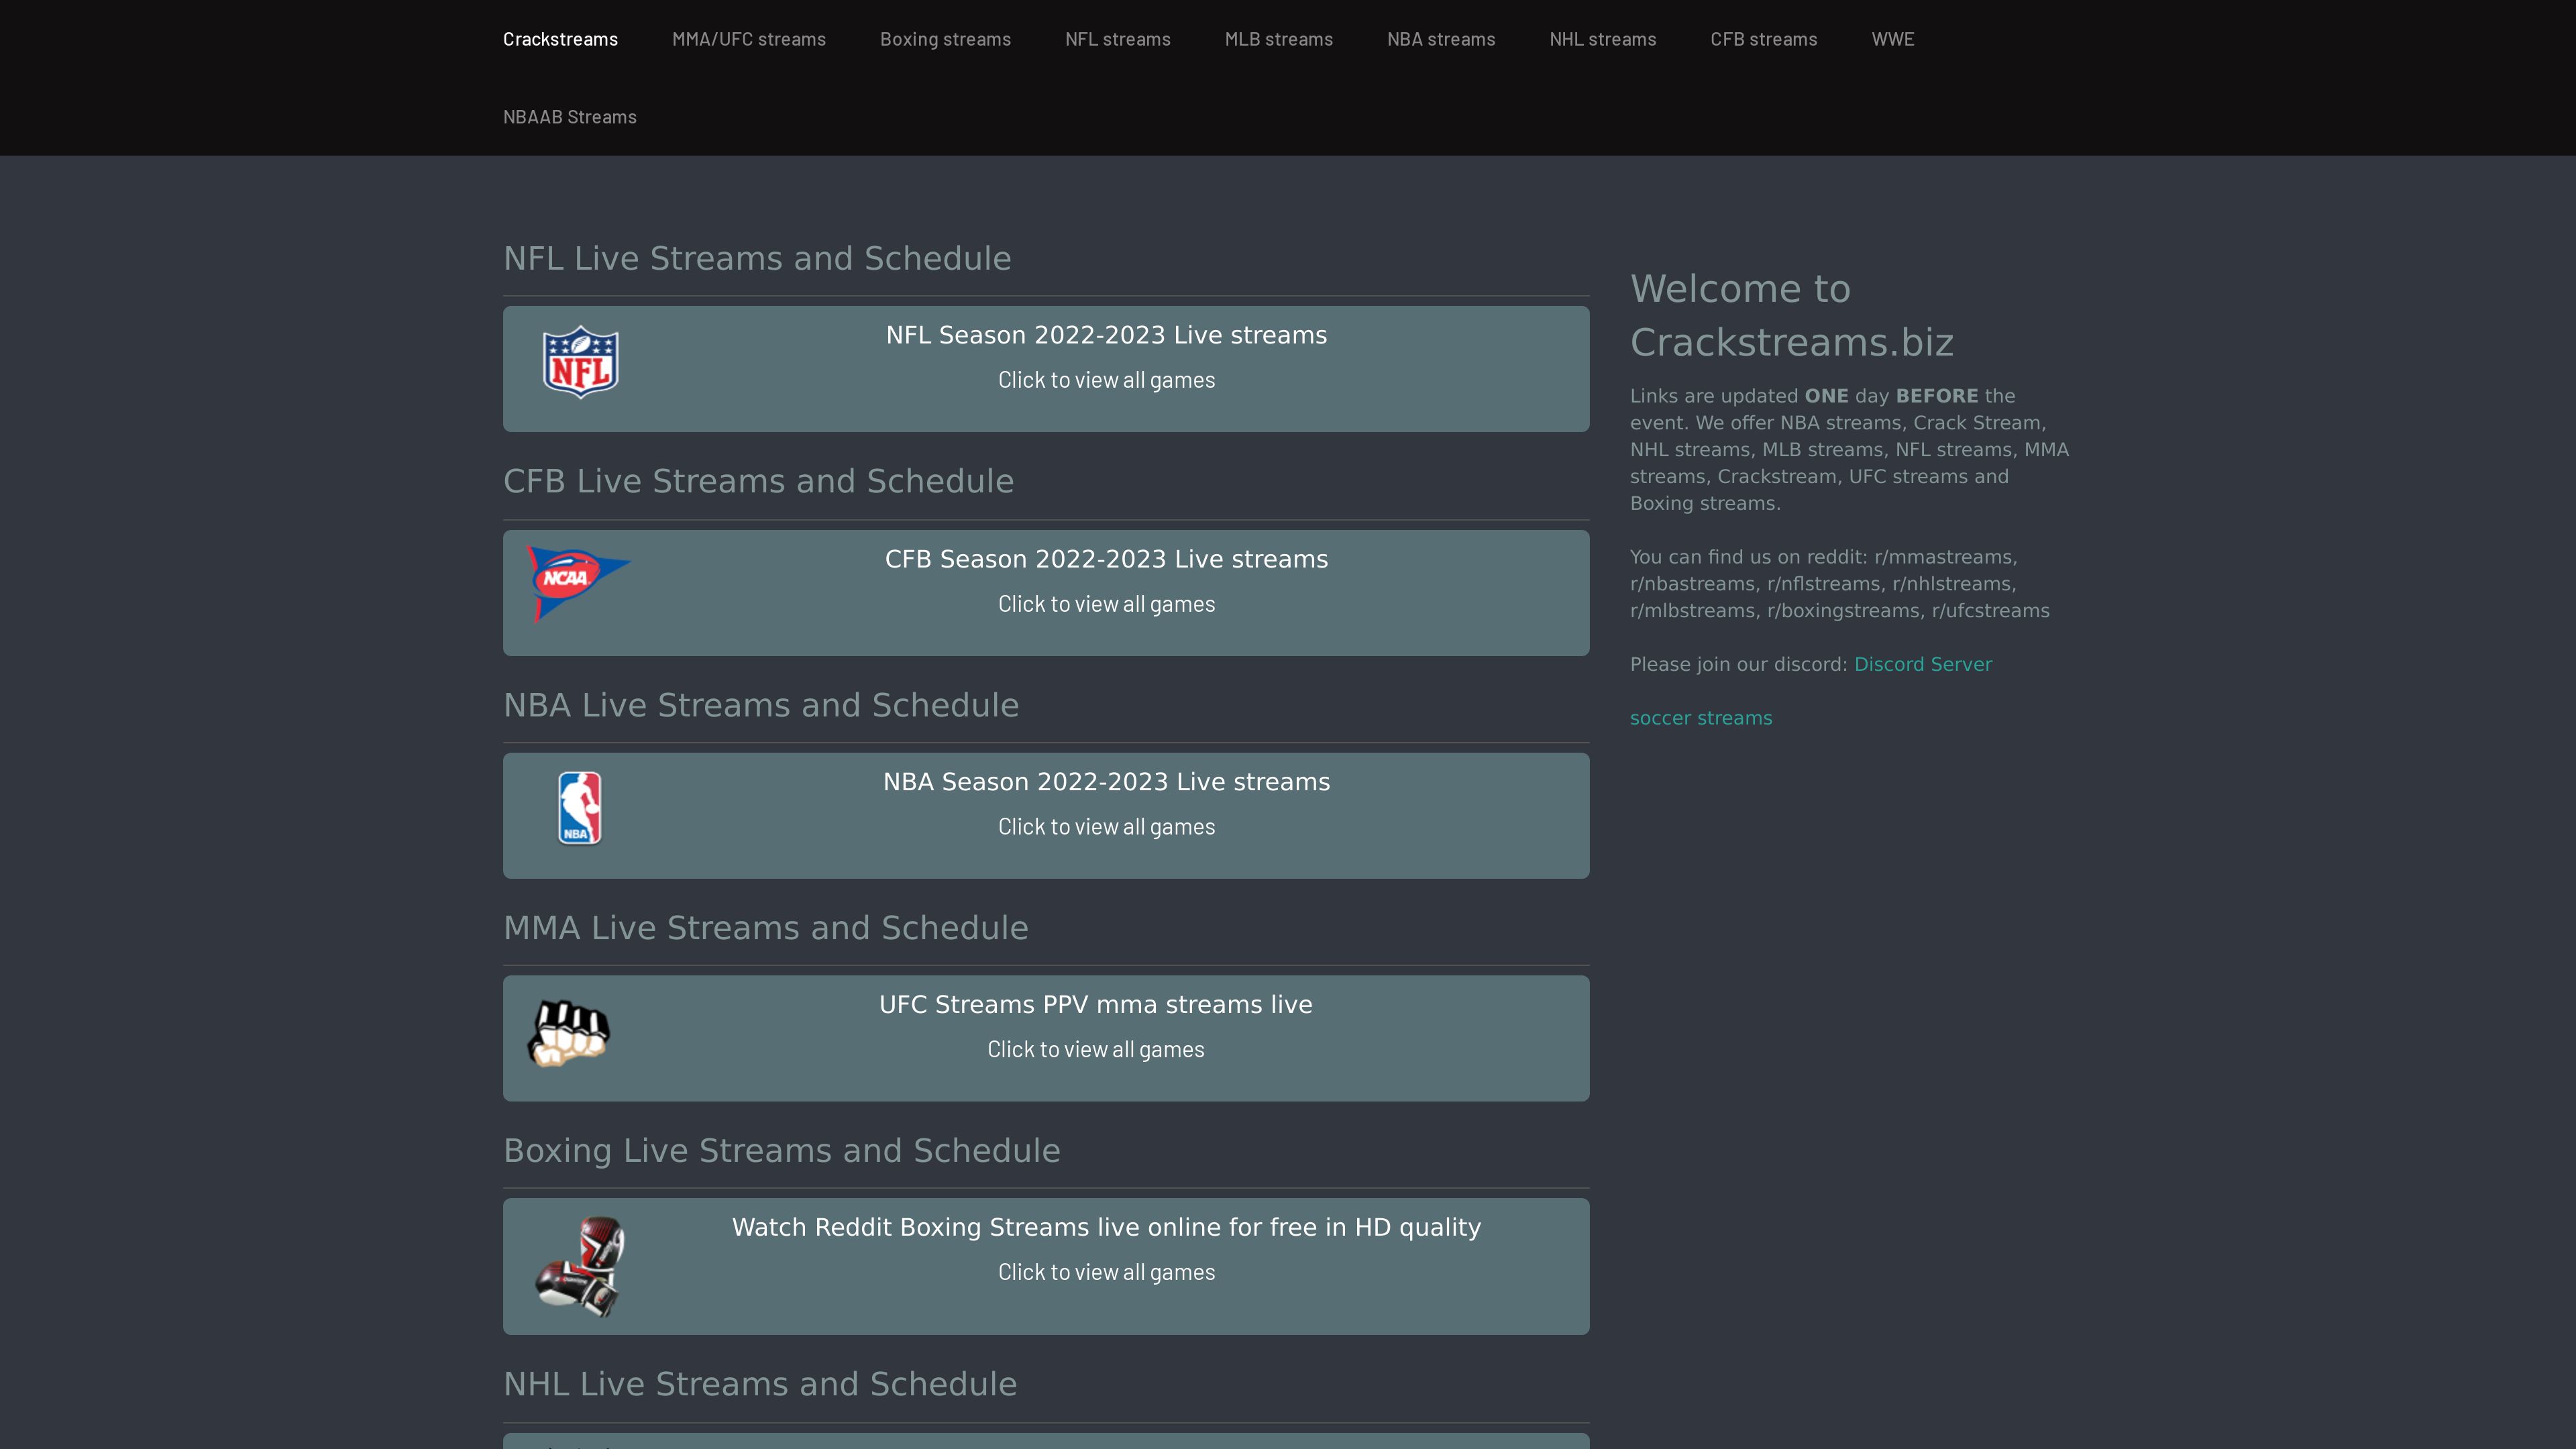 Crackstreams MMA/UFC streams Boxing streams NFL streams MLB streams NBA streams NHL streams CFB streams WWE
NBAAB Streams
NFL Live Streams and Schedule
NFL
NFL Season 2022-2023 Live streams
Click to view all games
CFB Live Streams and Schedule
NCAA
CFB Season 2022-2023 Live streams
Click to view all games
NBA Live Streams and Schedule
NBA
NBA Season 2022-2023 Live streams
Click to view all games
MMA Live Streams and Schedule
UFC Streams PPV mma streams live
Click to view all games
Boxing Live Streams and Schedule
Watch Reddit Boxing Streams live online for free in HD quality
Click to view all games
NHL Live Streams and Schedule
Welcome to
Crackstreams.biz
Links are updated ONE day BEFORE the
event. We offer NBA streams, Crack Stream,
NHL streams, MLB streams, NFL streams, MMA
streams, Crackstream, UFC streams and
Boxing streams.
You can find us on reddit: r/mmastreams,
r/nbastreams, r/nflstreams, r/nhlstreams,
r/mlbstreams, r/boxingstreams, r/ufcstreams
Please join our discord: Discord Server
soccer streams